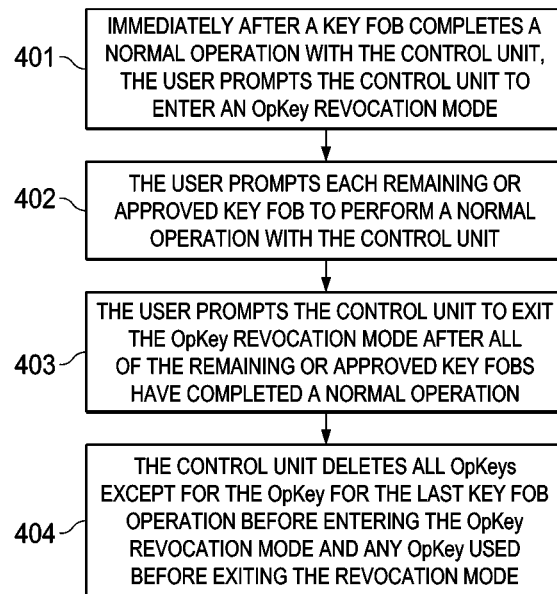 401
IMMEDIATELY AFTER A KEY FOB COMPLETES A
NORMAL OPERATION WITH THE CONTROL UNIT,
THE USER PROMPTS THE CONTROL UNIT TO
ENTER AN OpKey REVOCATION MODE
402
THE USER PROMPTS EACH REMAINING OR
APPROVED KEY FOB TO PERFORM A NORMAL
OPERATION WITH THE CONTROL UNIT
403
THE USER PROMPTS THE CONTROL UNIT TO EXIT
THE OpKey REVOCATION MODE AFTER ALL
OF THE REMAINING OR APPROVED KEY FOBS
HAVE COMPLETED A NORMAL OPERATION
404
THE CONTROL UNIT DELETES ALL OpKeys
EXCEPT FOR THE OpKey FOR THE LAST KEY FOB
OPERATION BEFORE ENTERING THE OpKey
REVOCATION MODE AND ANY OpKey USED
BEFORE EXITING THE REVOCATION MODE